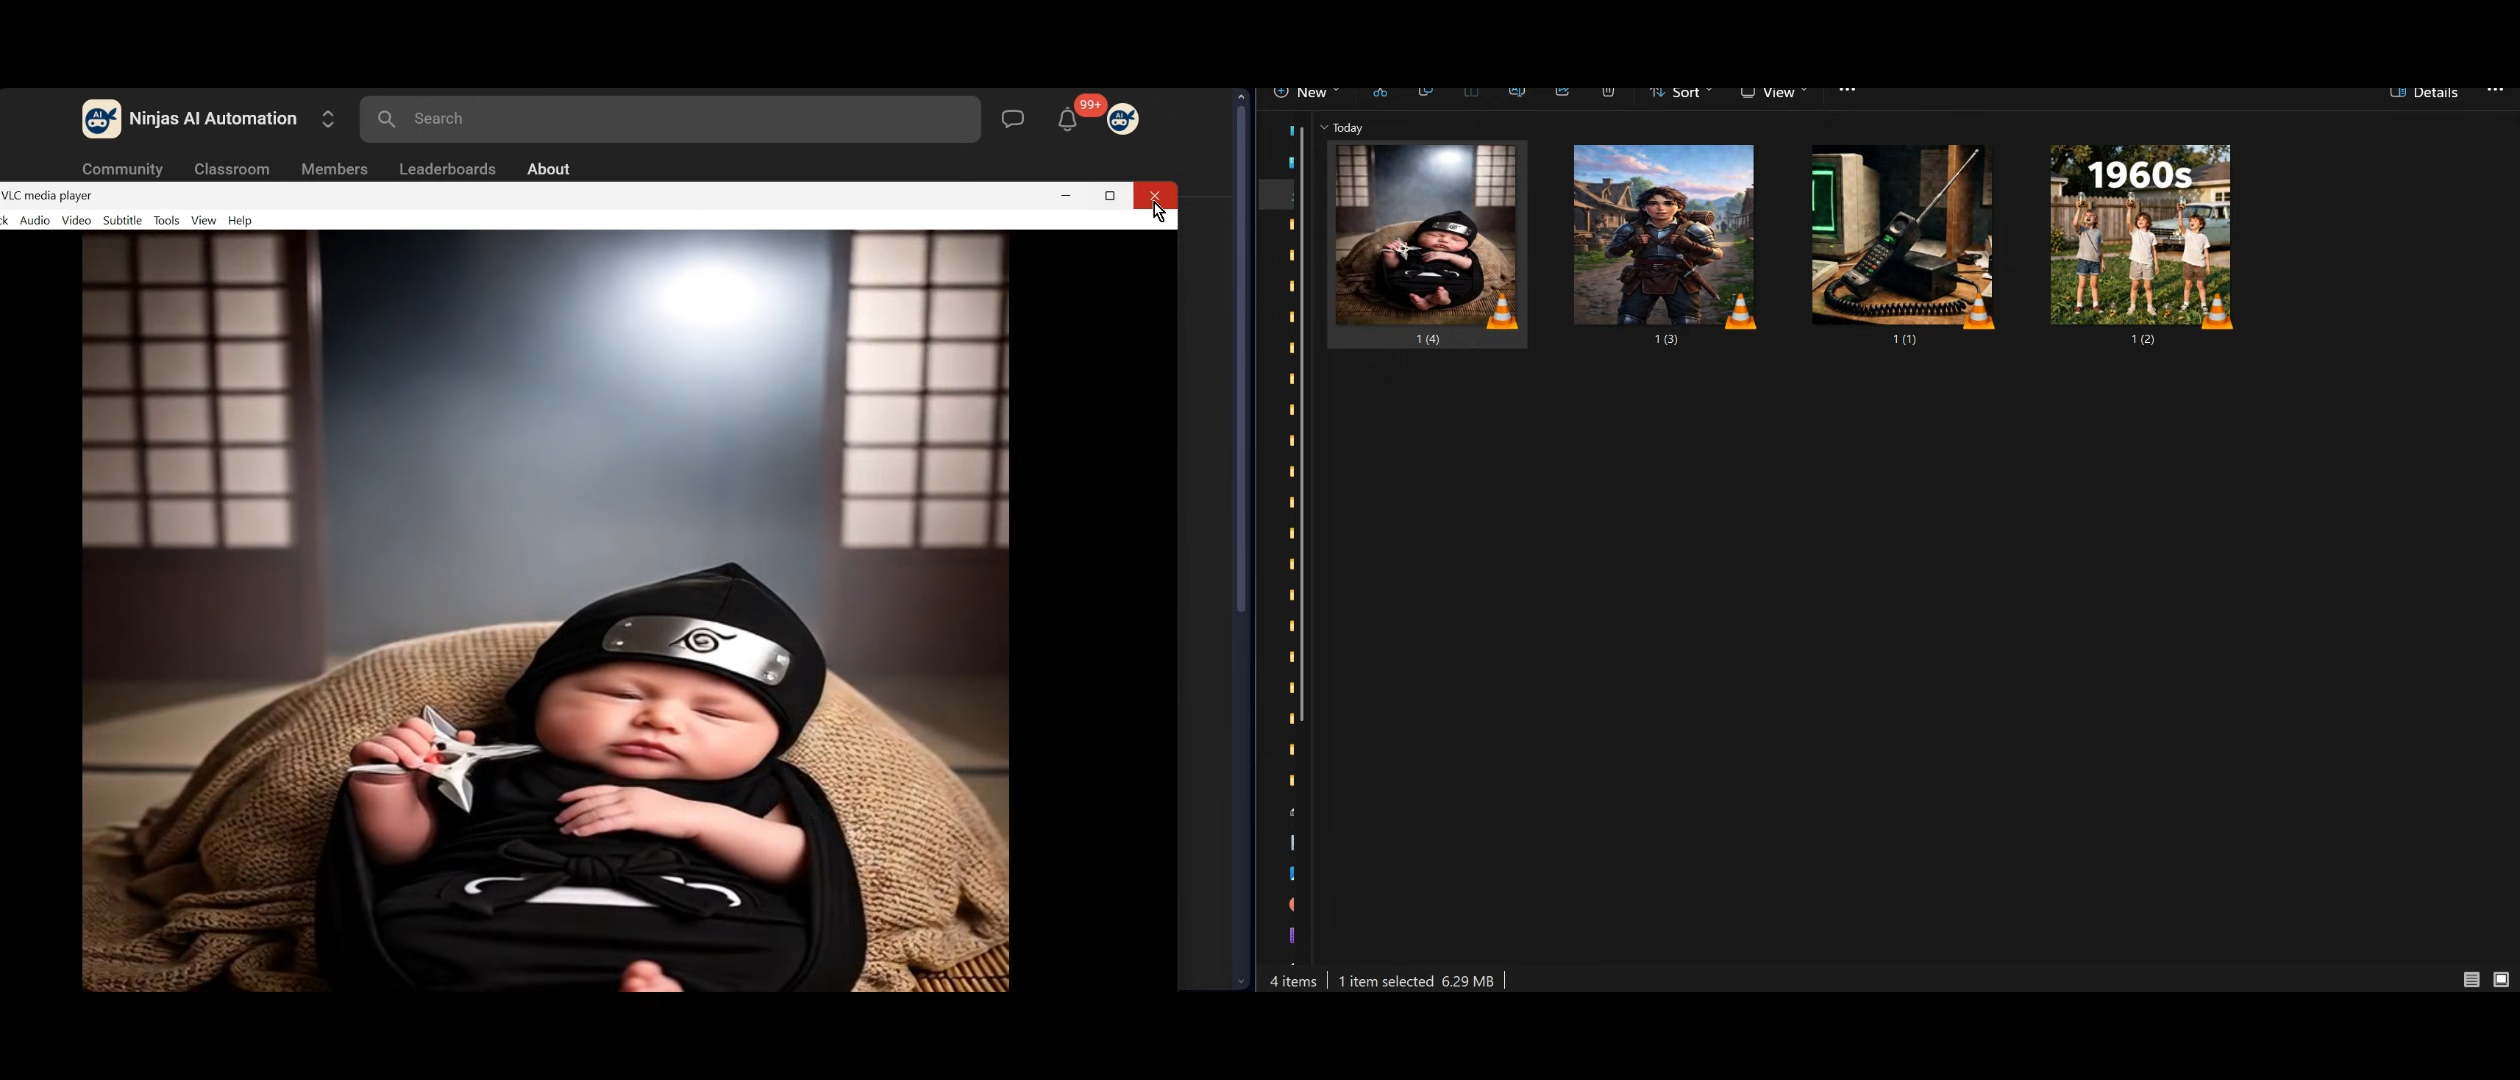 Ninjas AI Automation
Search
99+
Community Classroom Members Leaderboards About
VLC media player
ck Audio Video Subtitle Tools View Help
New Sort View Details
Today
1 (4)
1 (3)
1 (1)
1960s
1 (2)
4 items 1 item selected 6.29 MB